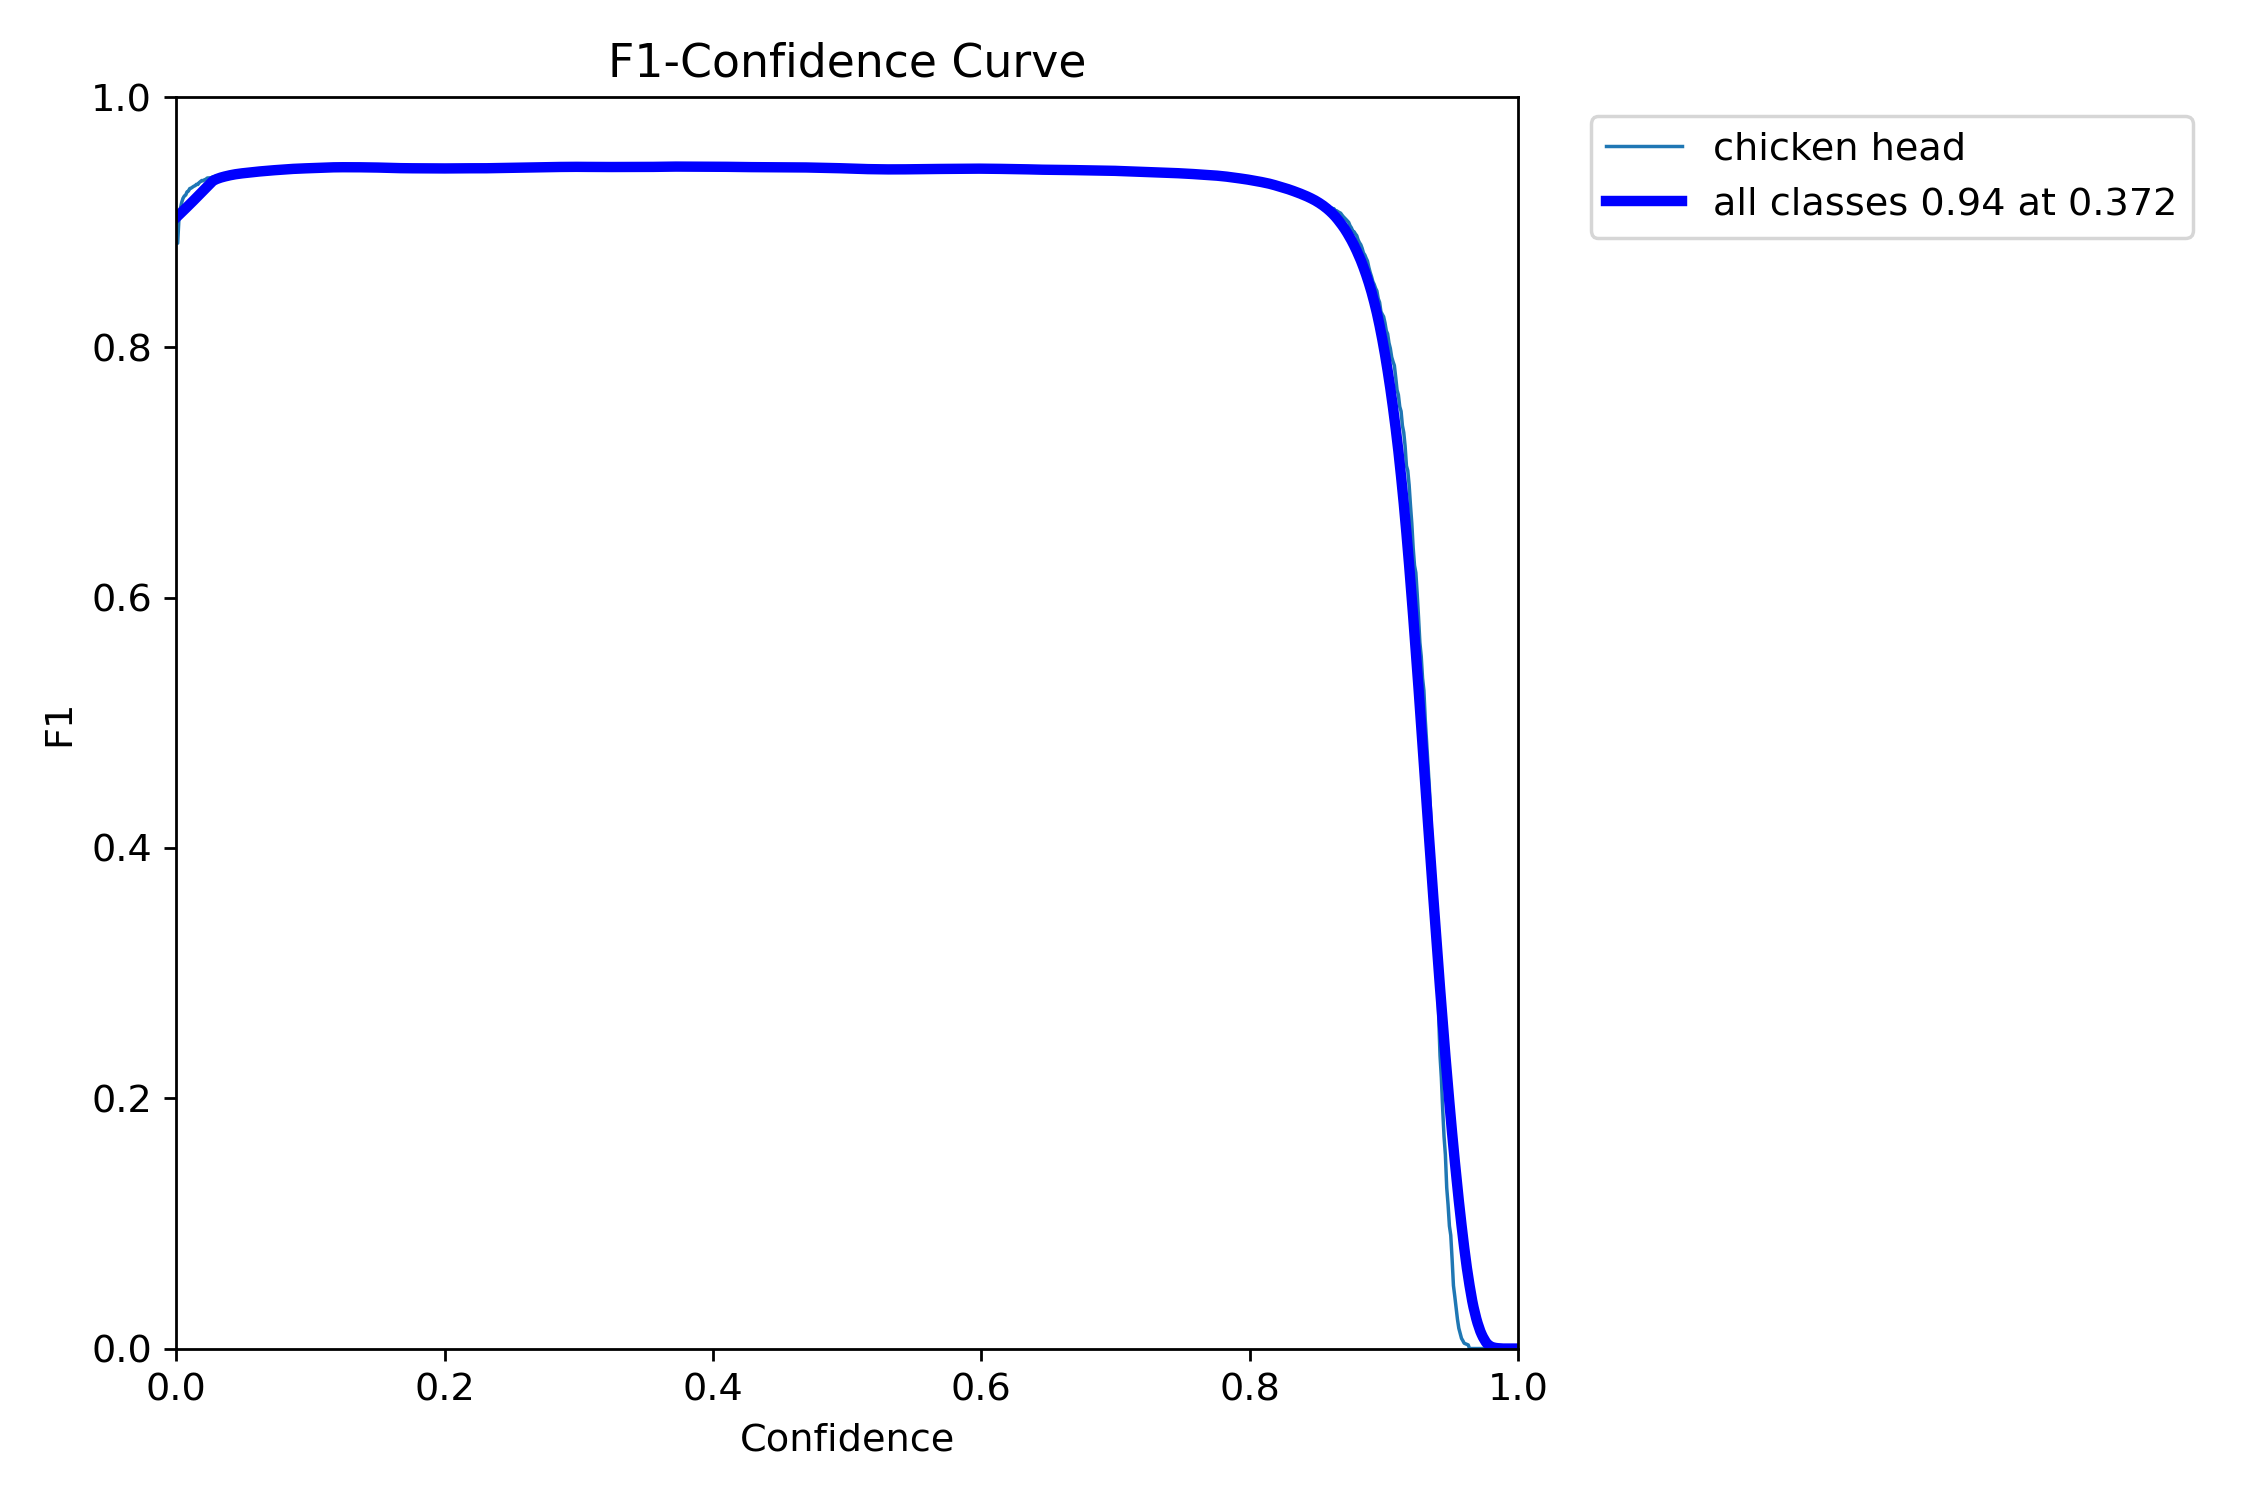 F1-Confidence Curve
1.0
0.8
0.6
0.4
0.2
0.0
F1
0.0 0.2 0.4 0.6 0.8 1.0
Confidence
chicken head
all classes 0.94 at 0.372